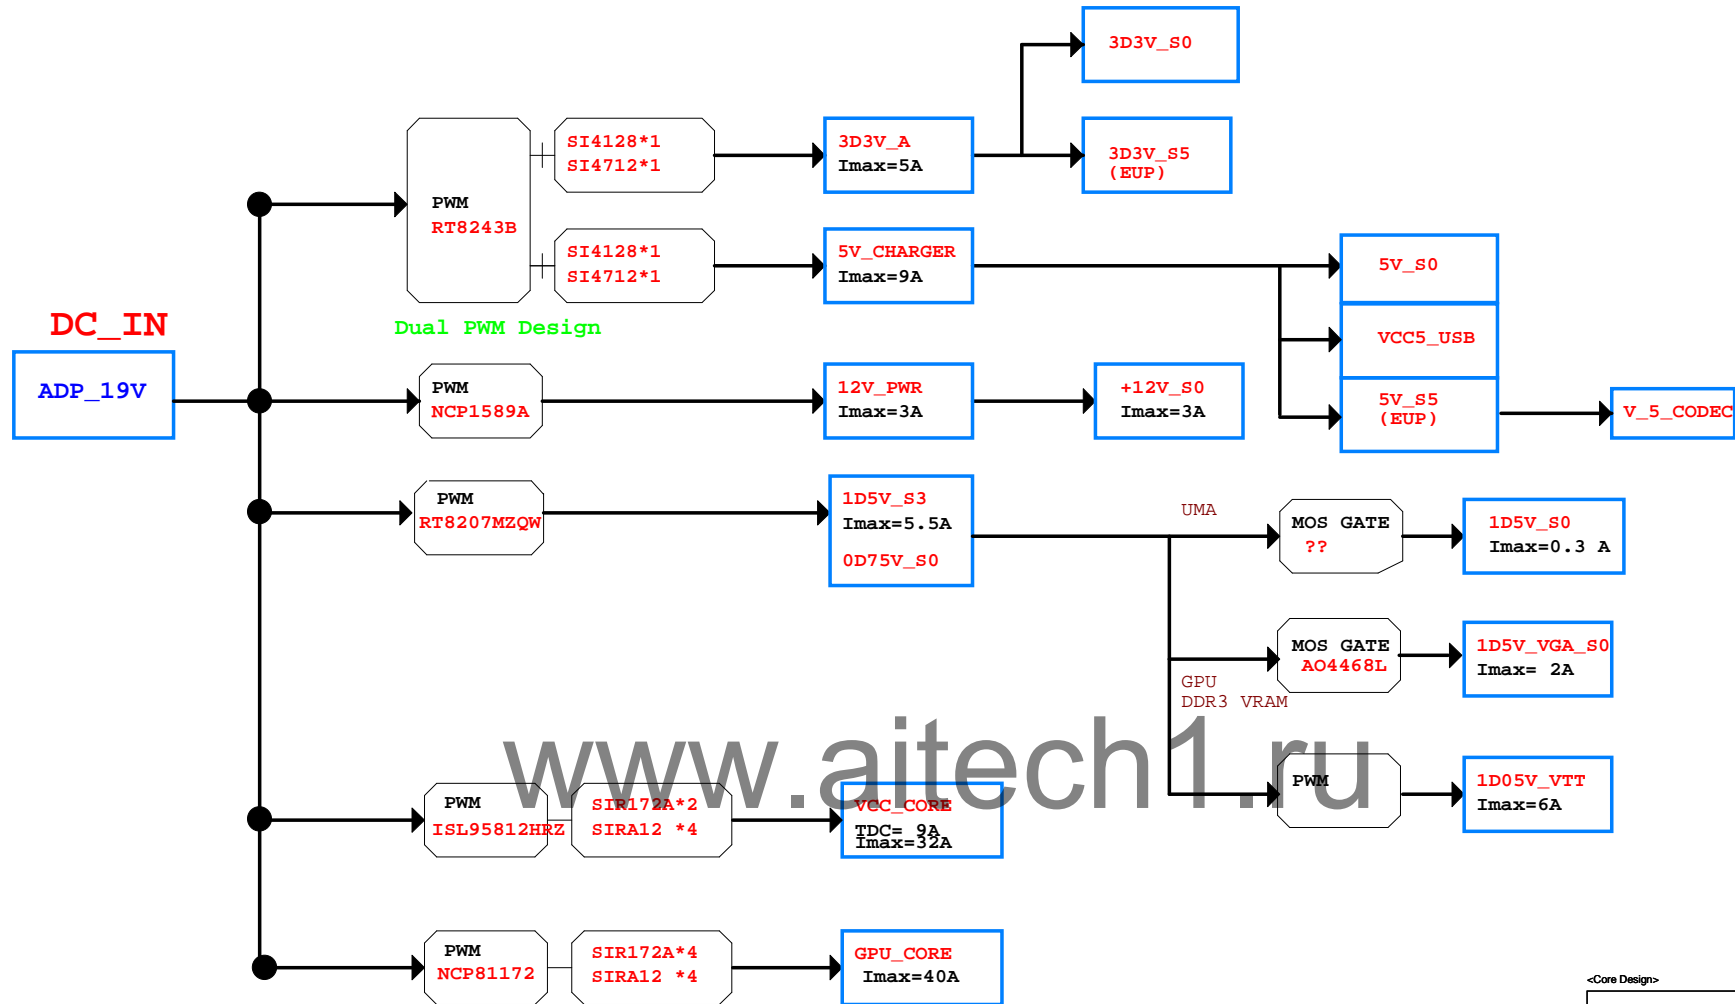 3D3V_S0
SI4128*1
SI4712*1
3D3V_A
Imax=5A
3D3V_S5
(EUP)
PWM
RT8243B
SI4128*1
SI4712*1
5V_CHARGER
Imax=9A
5V_S0
DC_IN
Dual PWM Design
VCC5_USB
ADP_19V
PWM
NCP1589A
12V_PWR
Imax=3A
+12V_S0
Imax=3A
5V_S5
(EUP)
V_5_CODEC
PWM
RT8207MZQW
1D5V_S3
Imax=5.5A
0D75V_S0
UMA
MOS GATE
??
1D5V_S0
Imax=0.3 A
MOS GATE
AO4468L
1D5V_VGA_S0
Imax= 2A
GPU
DDR3 VRAM
www.aitech1.ru
PWM
1D05V_VTT
Imax=6A
PWM
ISL95812HRZ
SIR172A*2
SIRA12 *4
VCC_CORE
TDC= 9A
Imax=32A
PWM
NCP81172
SIR172A*4
SIRA12 *4
GPU_CORE
Imax=40A
<Core Design>